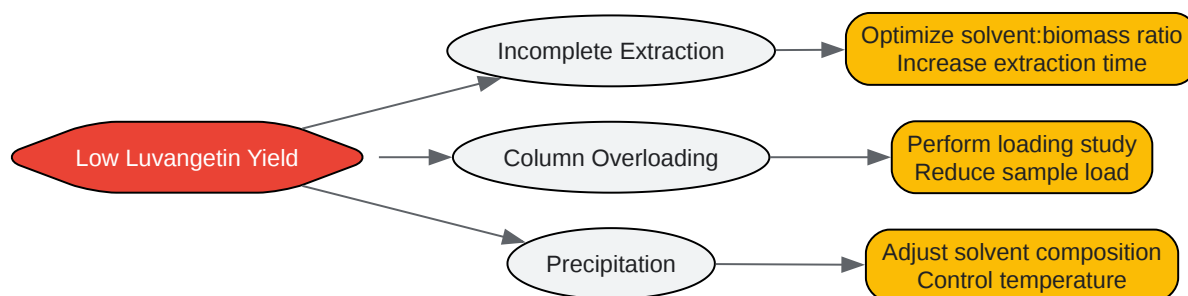 Low Luvangetin Yield
Incomplete Extraction
Optimize solvent:biomass ratio
Increase extraction time
Column Overloading
Perform loading study
Reduce sample load
Precipitation
Adjust solvent composition
Control temperature